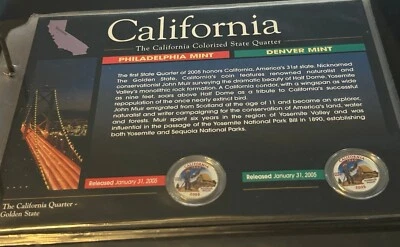 California
The California Colorized State Quarter
PHILADELPHIA MINT
DENVER MINT
The first State Quarter of 2005 honors California, America's 31st state. Nicknamed
The Golden State, California's coin features renowned naturalist and
conservationist John Muir surveying the dramatic beauty of Half Dome, Yosemite
Valley's monolithic rock formation. A California condor, with a wingspan as wide
as nine feet, soars above Half Dome as a tribute to California's successful
repopulation of the once nearly extinct bird.
John Muir emigrated from Scotland at the age of 11 and became an explorer,
naturalist and writer campaigning for the conservation of America's land, water
and forests. Muir spent six years in the region of Yosemite Valley and was
influential in the passage of the Yosemite National Park Bill in 1890, establishing
both Yosemite and Sequoia National Parks.
Released January 31, 2005
CALIFORNIA
Released January 31, 2005
CALIFORNIA
The California Quarter -
Golden State